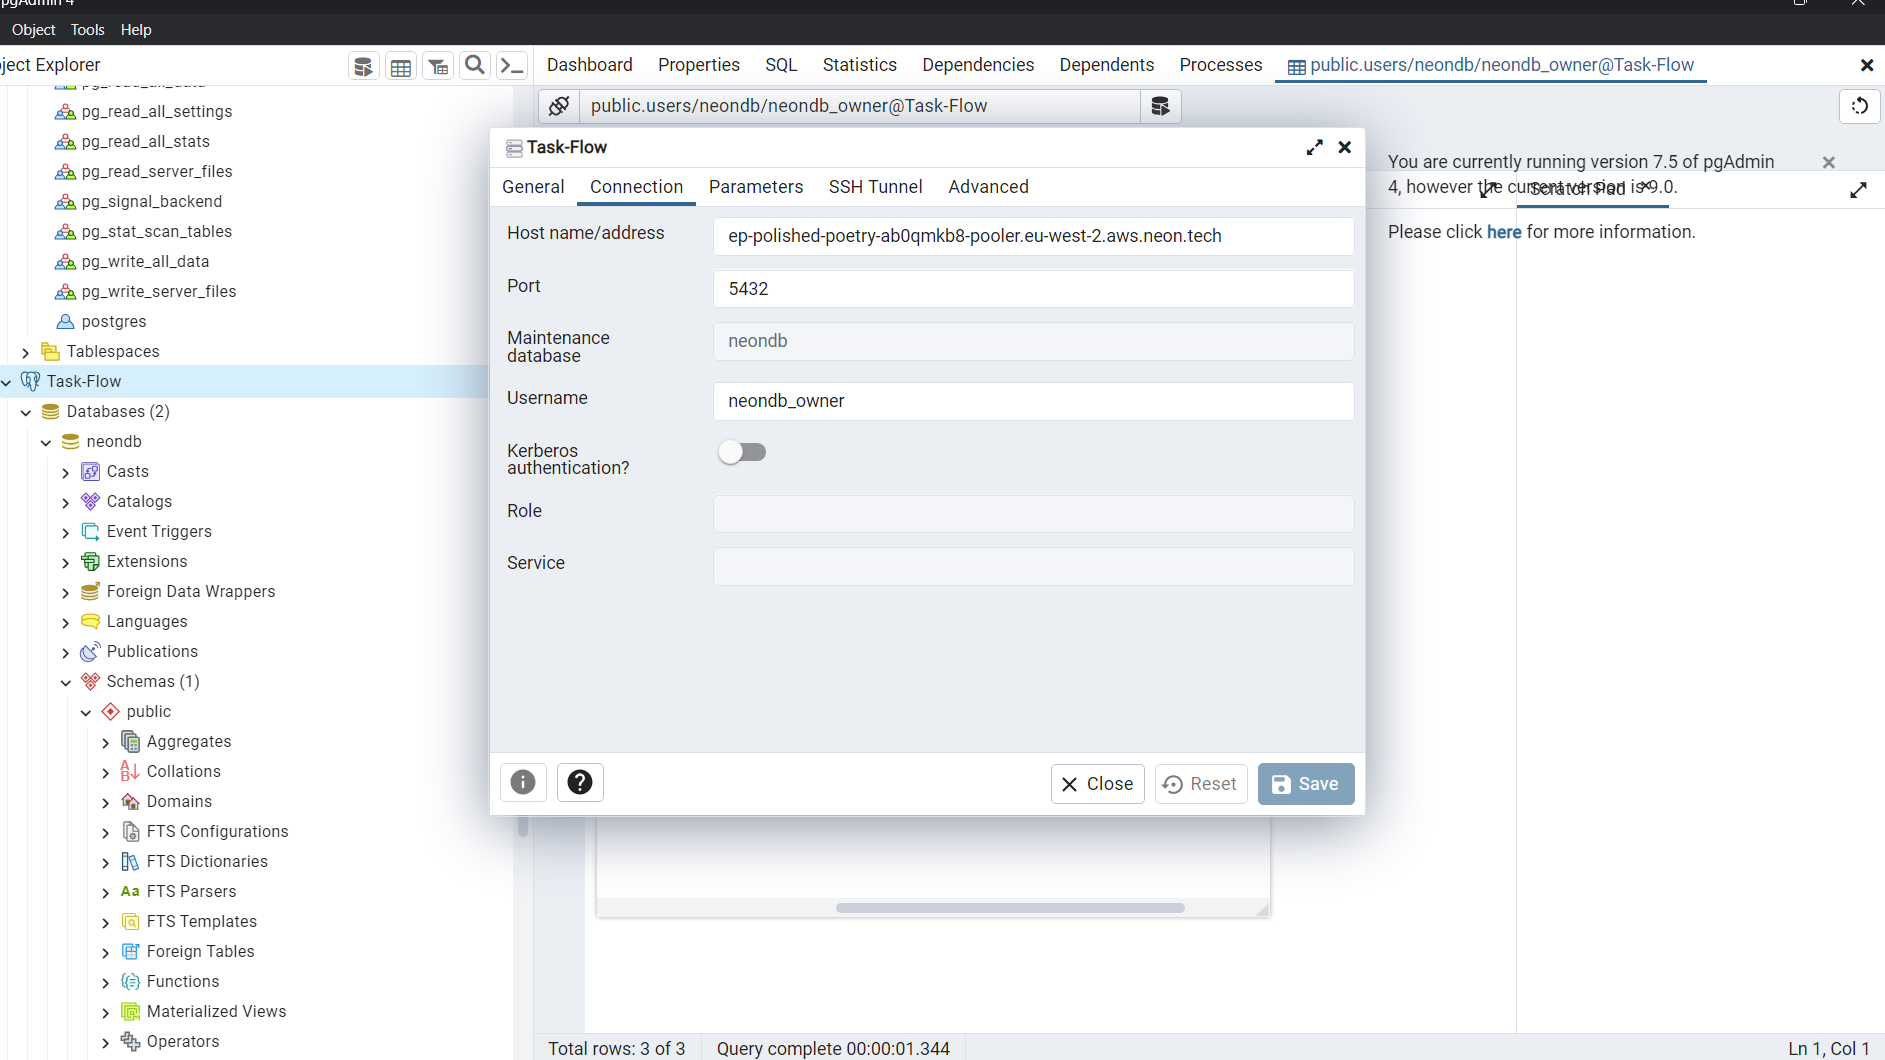 pgAdmin 4
Object Tools Help
ject Explorer
Dashboard Properties SQL Statistics Dependencies Dependents Processes public.users/neondb/neondb_owner@Task-Flow
public.users/neondb/neondb_owner@Task-Flow
pg_read_all_data
pg_read_all_settings
pg_read_all_stats
pg_read_server_files
pg_signal_backend
pg_stat_scan_tables
pg_write_all_data
pg_write_server_files
postgres
Tablespaces
Task-Flow
Databases (2)
neondb
Casts
Catalogs
Event Triggers
Extensions
Foreign Data Wrappers
Languages
Publications
Schemas (1)
public
Aggregates
Collations
Domains
FTS Configurations
FTS Dictionaries
Aa FTS Parsers
FTS Templates
Foreign Tables
Functions
Materialized Views
Operators
Task-Flow
General Connection Parameters SSH Tunnel Advanced
Host name/address ep-polished-poetry-ab0qmkb8-pooler.eu-west-2.aws.neon.tech
Port 5432
Maintenance
database neondb
Username neondb_owner
Kerberos
authentication?
Role
Service
Close Reset Save
You are currently running version 7.5 of pgAdmin
4, however the current version is 9.0.
Scratch Pad
Please click here for more information.
Total rows: 3 of 3 Query complete 00:00:01.344 Ln 1, Col 1